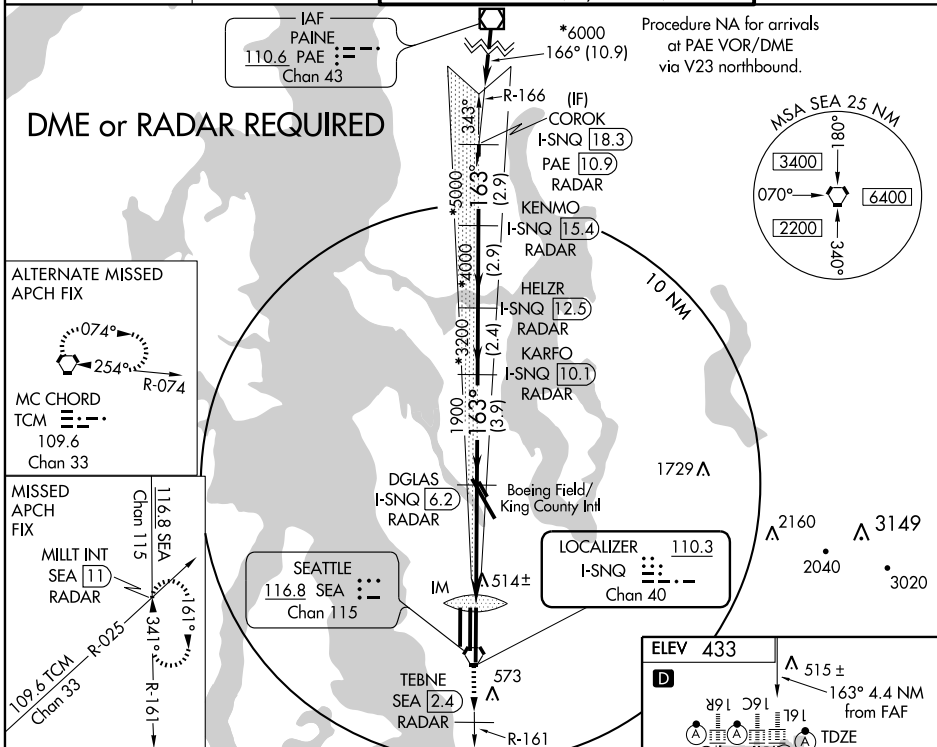 IAF
PAINE
110.6 PAE
Chan 43
*6000
166° (10.9)
Procedure NA for arrivals
at PAE VOR/DME
via V23 northbound.
DME or RADAR REQUIRED
R-166
343°
(IF)
COROK
I-SNQ 18.3
PAE 10.9
RADAR
*5000
163°
(2.9)
KENMO
I-SNQ 15.4
RADAR
*4000
(2.9)
HELZR
I-SNQ 12.5
RADAR
*3200
(2.4)
KARFO
I-SNQ 10.1
RADAR
1900
163°
(3.9)
10 NM
MSA SEA 25 NM
180°
3400
070°
6400
2200
340°
ALTERNATE MISSED
APCH FIX
074°
254°
R-074
MC CHORD
TCM
109.6
Chan 33
MISSED
APCH
FIX
116.8 SEA
Chan 115
MILLT INT
SEA 11
RADAR
161°
341°
R-025
109.6 TCM
Chan 33
R-161
DGLAS
I-SNQ 6.2
RADAR
Boeing Field/
King County Intl
1729
2160
3149
2040
3020
LOCALIZER 110.3
I-SNQ
Chan 40
SEATTLE
116.8 SEA
Chan 115
IM
514±
TEBNE
SEA 2.4
RADAR
573
R-161
ELEV 433
D
515 ±
163° 4.4 NM
from FAF
16R
16C
16L
A
A
A
TDZE